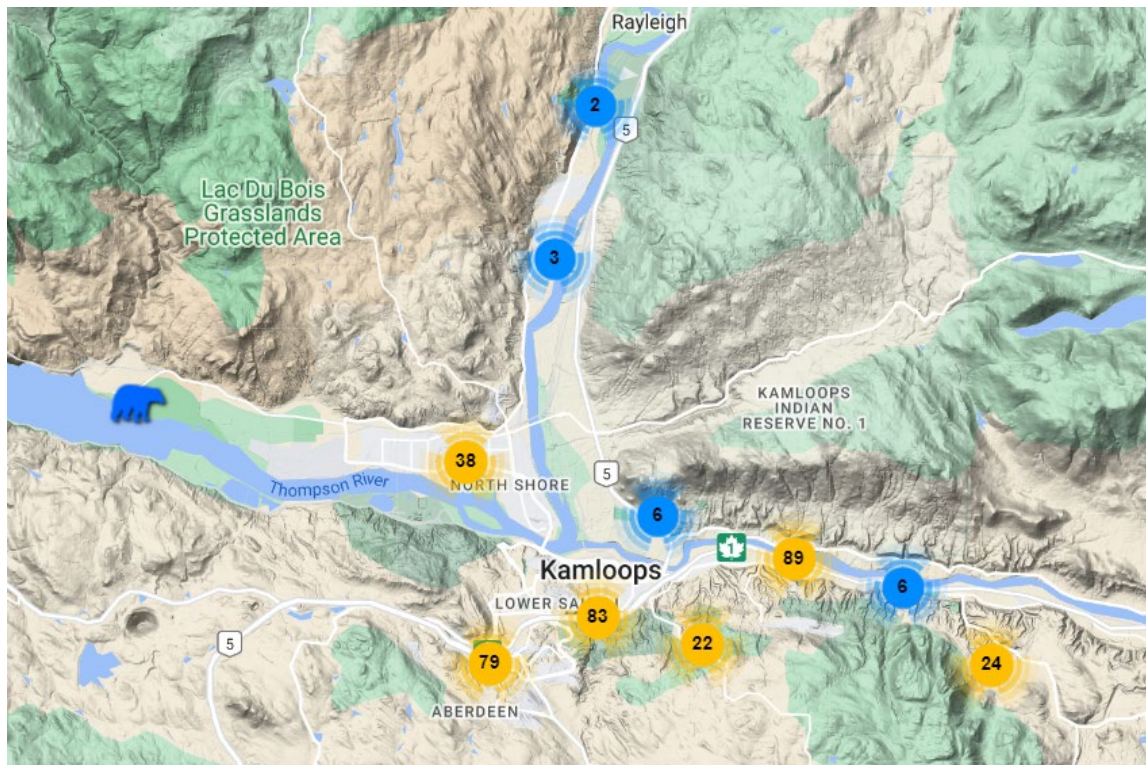 Rayleigh
2
5
Lac Du Bois
Grasslands
Protected Area
3
KAMLOOPS
INDIAN
RESERVE NO. 1
38
5
NORTH SHORE
Thompson River
6
1
89
Kamloops
6
LOWER SA
83
22
5
79
24
ABERDEEN